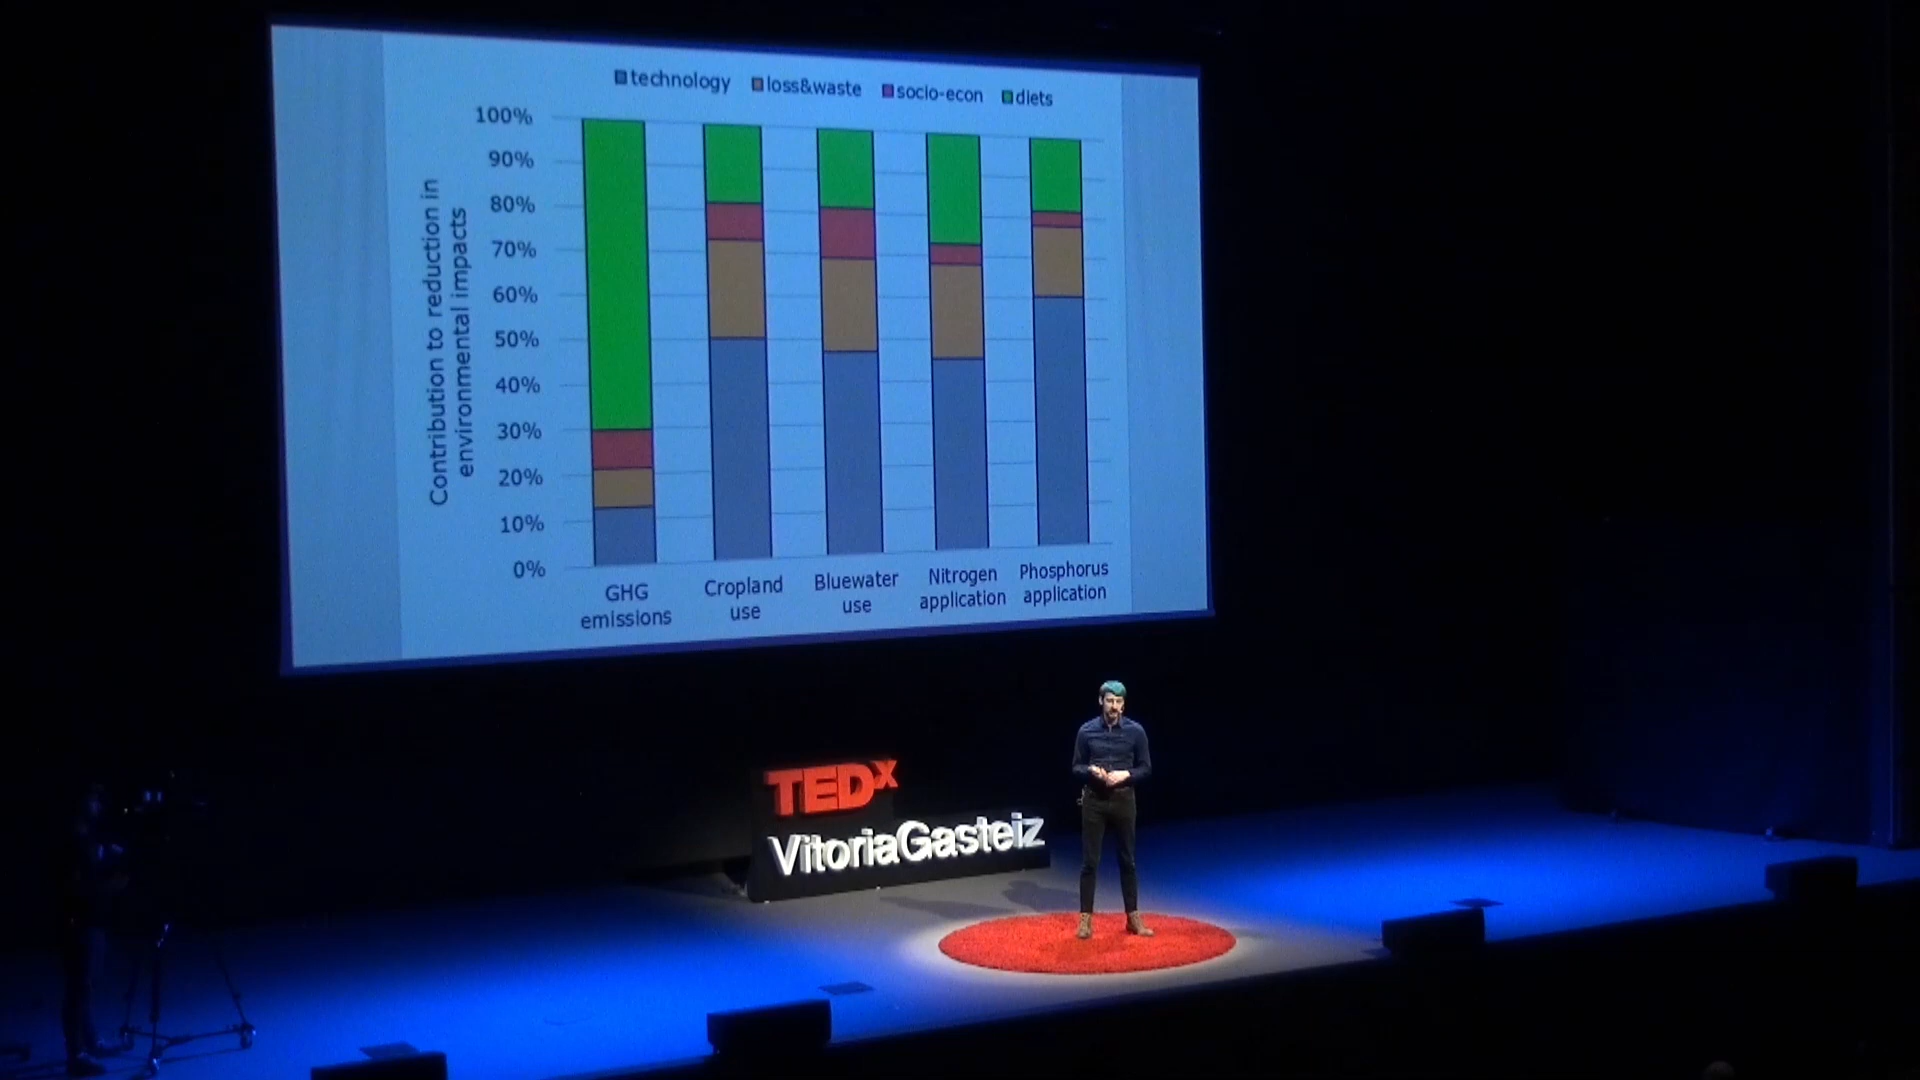 technology loss&waste socio-econ diets
100%
90%
80%
70%
60%
50%
40%
30%
20%
10%
0%
Contribution to reduction in
environmental impacts
GHG
emissions
Cropland
use
Bluewater
use
Nitrogen
application
Phosphorus
application
TEDx
VitoriaGasteiz